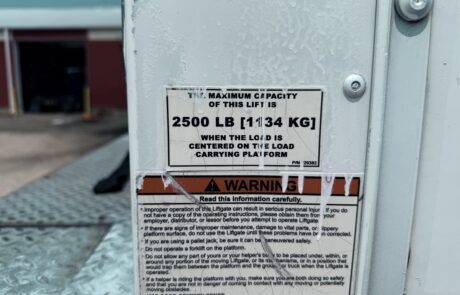 THE MAXIMUM CAPACITY
OF THIS LIFT IS
2500 LB [1134 KG]
WHEN THE LOAD IS
CENTERED ON THE LOAD
CARRYING PLATFORM
P/N 29382
WARNING
Read this information carefully.
• Improper operation of this Liftgate can result in serious personal injury. If you do
not have a copy of the operating instructions, please obtain them from your
employer, distributor, or lessor before you attempt to operate Liftgate.
• If there are signs of improper maintenance, damage to vital parts, or slippery
platform surface, do not use the Liftgate until these problems have been corrected.
• If you are using a pallet jack, be sure it can be maneuvered safely.
• Do not operate a forklift on the platform.
• Do not allow any part of yours or your helper's body to be placed under, within, or
around any portion of the moving Liftgate, or its mechanisms, or in a position that
would trap them between the platform and the ground or truck when the Liftgate is
operated.
• If a helper is riding the platform with you, make sure you are both doing so safely
and that you are not in danger of coming in contact with any moving or potentially
moving obstacles.